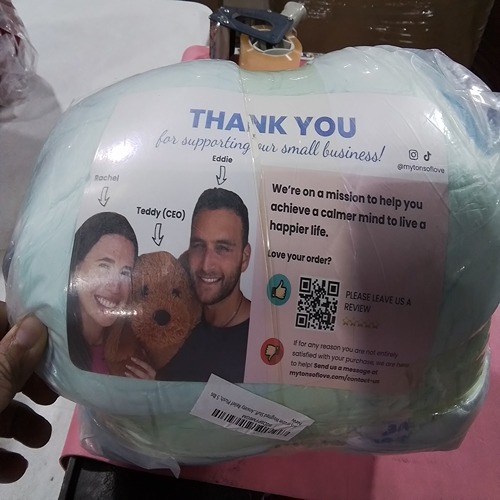 THANK YOU
for supporting our small business!
@mytonsoflove
Rachel
Eddie
Teddy (CEO)
We're on a mission to help you
achieve a calmer mind to live a
happier life.
Love your order?
PLEASE LEAVE US A
REVIEW
If for any reason you are not entirely
satisfied with your purchase, we are here
to help! Send us a message at
mytonsoflove.com/contact-us